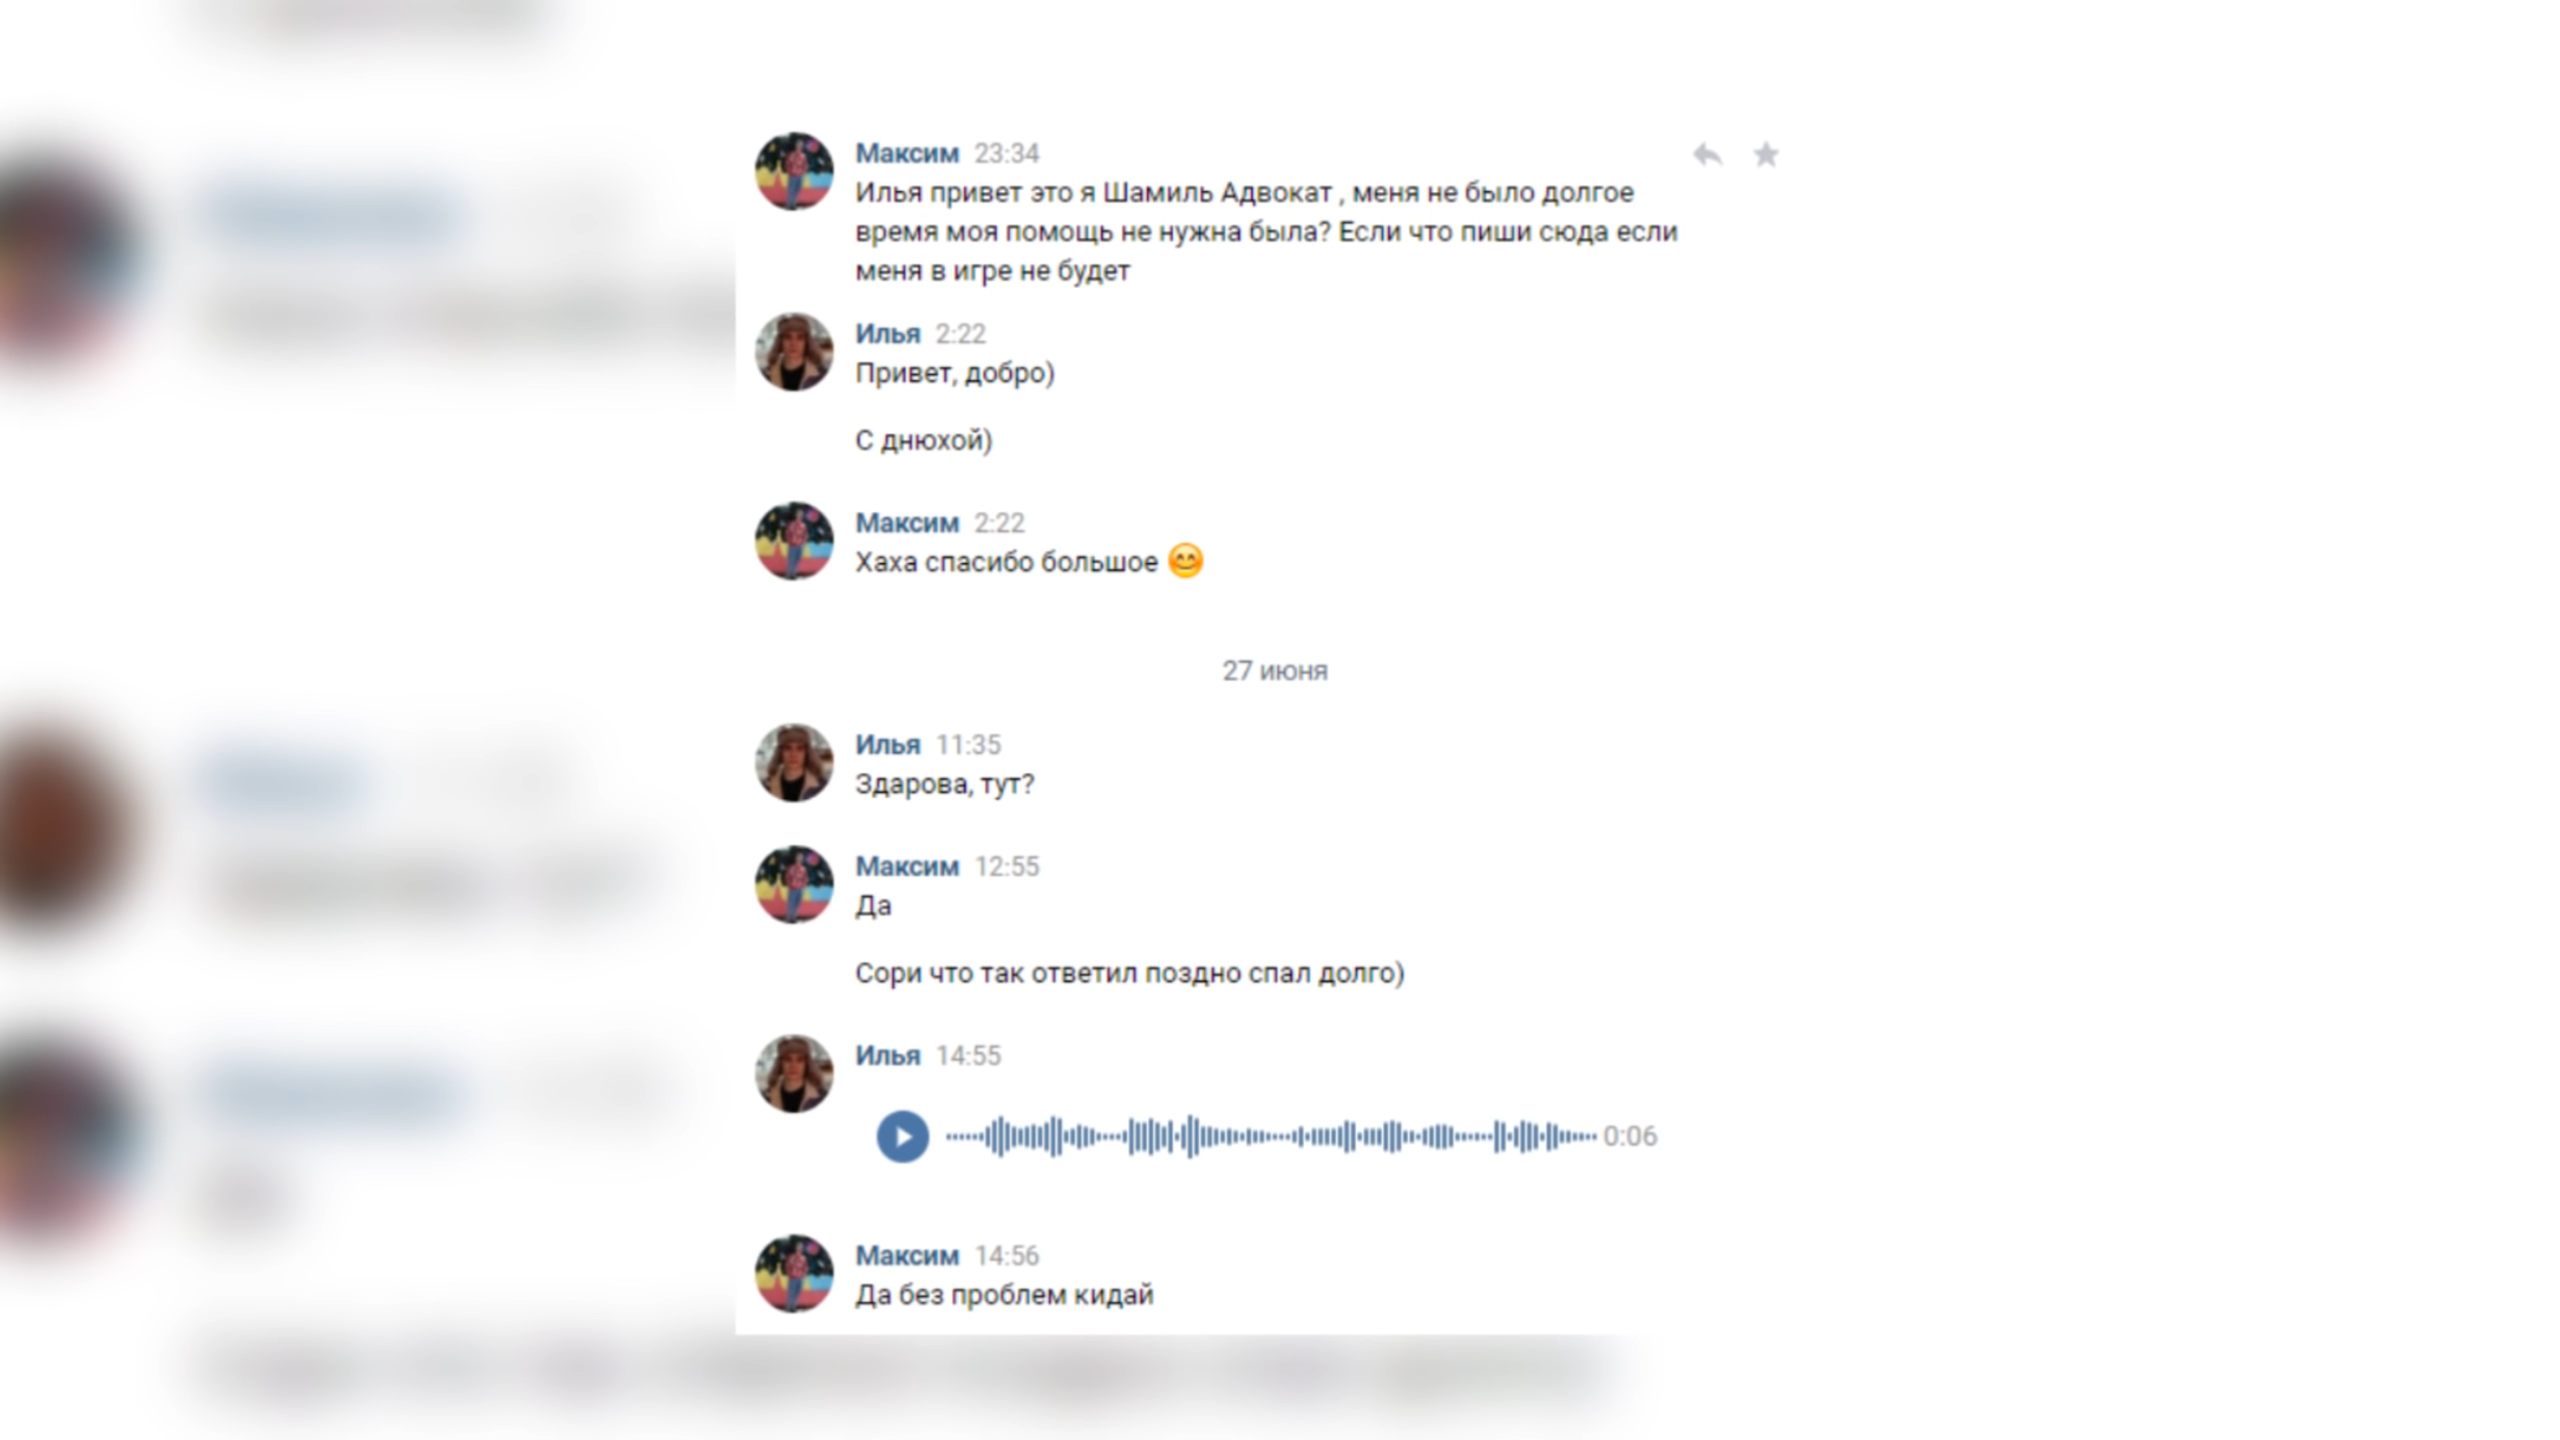 Максим 23:34
Илья привет это я Шамиль Адвокат , меня не было долгое
время моя помощь не нужна была? Если что пиши сюда если
меня в игре не будет
Илья 2:22
Привет, добро)
С днюхой)
Максим 2:22
Хаха спасибо большое 😊
27 июня
Илья 11:35
Здарова, тут?
Максим 12:55
Да
Сори что так ответил поздно спал долго)
Илья 14:55
0:06
Максим 14:56
Да без проблем кидай